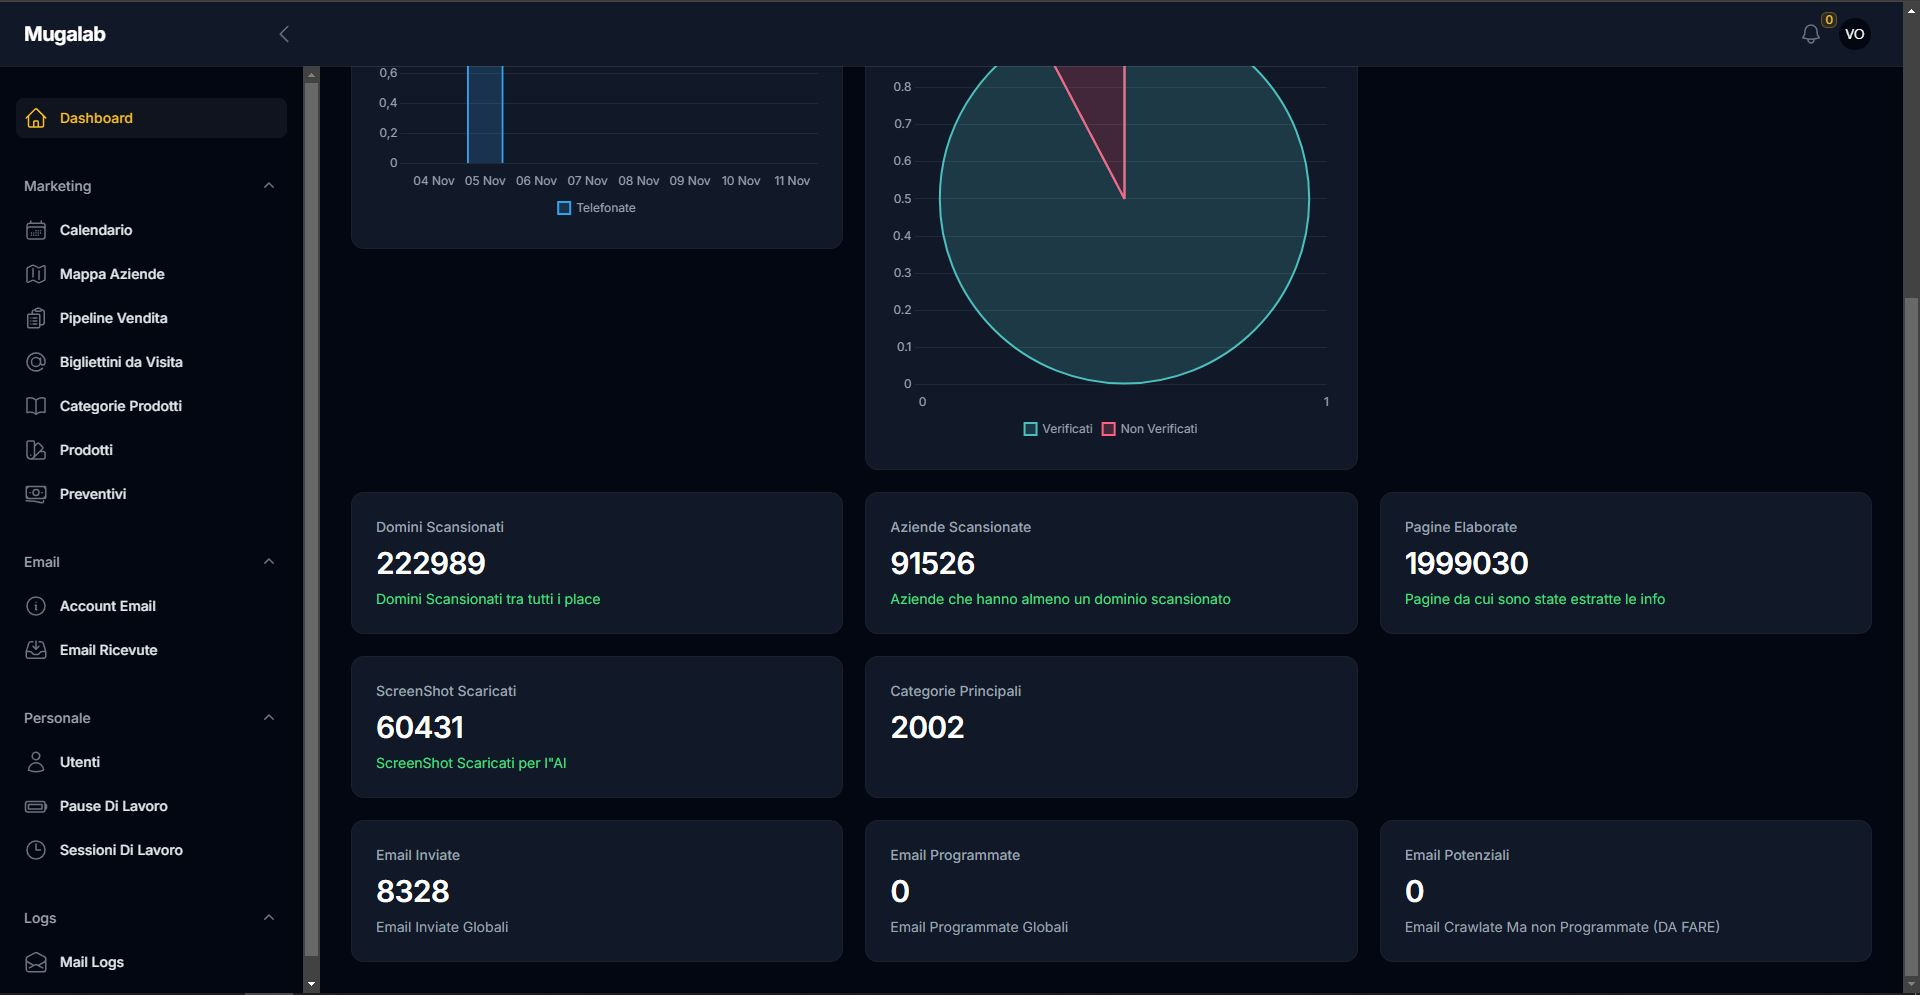 Mugalab
0
VO
Dashboard
Marketing
Calendario
Mappa Aziende
Pipeline Vendita
Bigliettini da Visita
Categorie Prodotti
Prodotti
Preventivi
Email
Account Email
Email Ricevute
Personale
Utenti
Pause Di Lavoro
Sessioni Di Lavoro
Logs
Mail Logs
0,6
0,4
0,2
0
04 Nov 05 Nov 06 Nov 07 Nov 08 Nov 09 Nov 10 Nov 11 Nov
Telefonate
0.8
0.7
0.6
0.5
0.4
0.3
0.2
0.1
0
0 1
Verificati Non Verificati
Domini Scansionati
222989
Domini Scansionati tra tutti i place
Aziende Scansionate
91526
Aziende che hanno almeno un dominio scansionato
Pagine Elaborate
1999030
Pagine da cui sono state estratte le info
ScreenShot Scaricati
60431
ScreenShot Scaricati per l"AI
Categorie Principali
2002
Email Inviate
8328
Email Inviate Globali
Email Programmate
0
Email Programmate Globali
Email Potenziali
0
Email Crawlate Ma non Programmate (DA FARE)